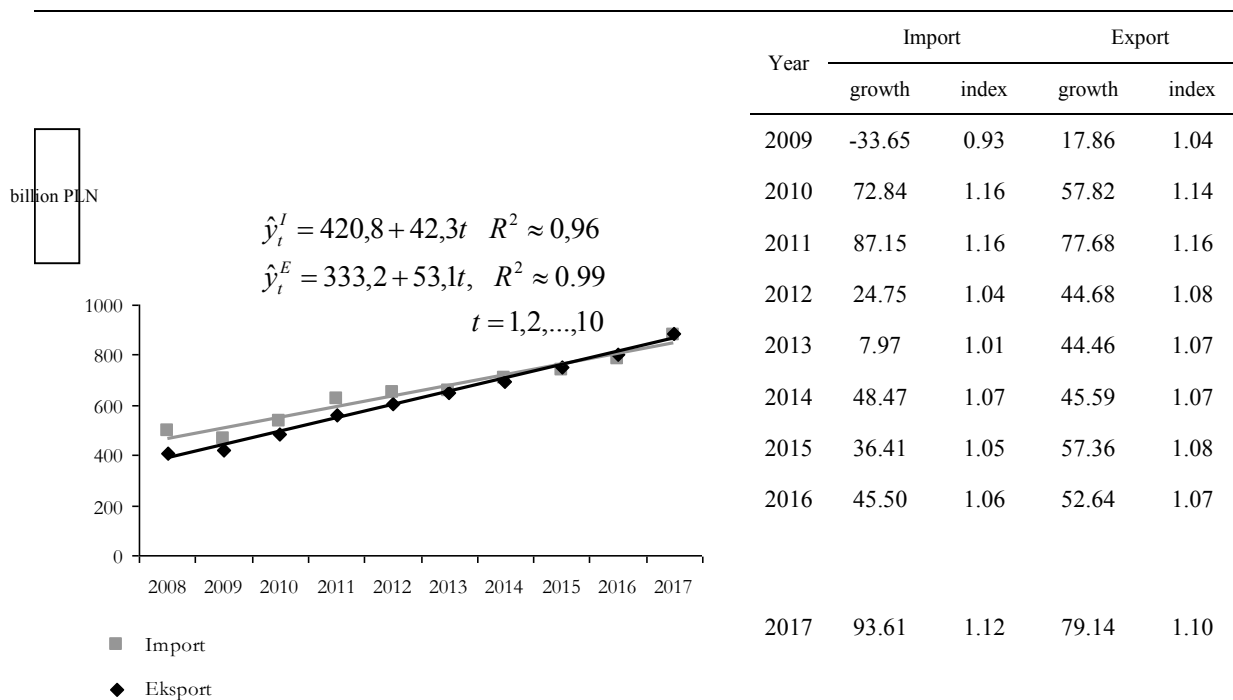 billion PLN
ŷ_t^I = 420,8 + 42,3t R² ≈ 0,96
ŷ_t^E = 333,2 + 53,1t, R² ≈ 0.99
t = 1,2,...,10
1000
800
600
400
200
0
2008 2009 2010 2011 2012 2013 2014 2015 2016 2017
Import
Eksport
Import Export
Year
growth index growth index
2009 -33.65 0.93 17.86 1.04
2010 72.84 1.16 57.82 1.14
2011 87.15 1.16 77.68 1.16
2012 24.75 1.04 44.68 1.08
2013 7.97 1.01 44.46 1.07
2014 48.47 1.07 45.59 1.07
2015 36.41 1.05 57.36 1.08
2016 45.50 1.06 52.64 1.07
2017 93.61 1.12 79.14 1.10